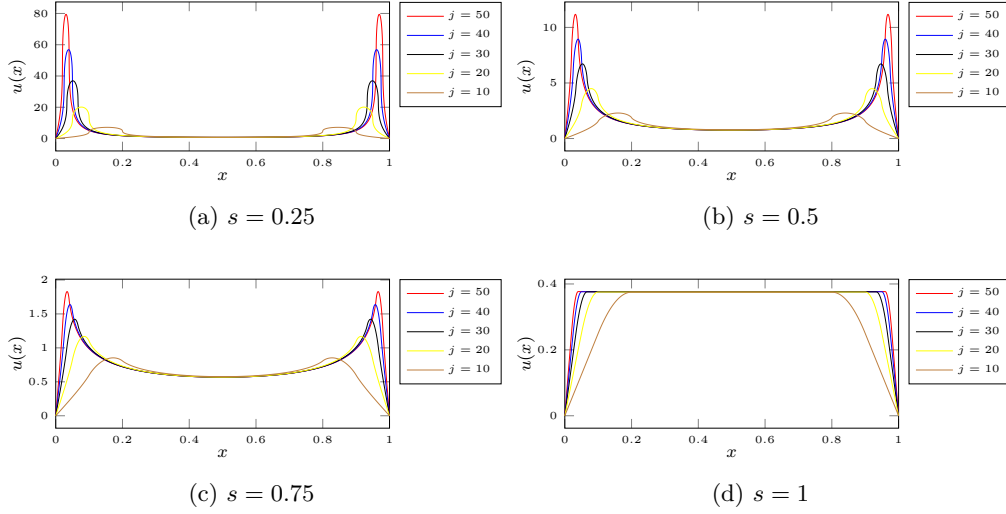 80
60
40
20
0
u(x)
0
0.2
0.4
0.6
0.8
1
x
j = 50
j = 40
j = 30
j = 20
j = 10
(a) s = 0.25
10
5
0
u(x)
0
0.2
0.4
0.6
0.8
1
x
j = 50
j = 40
j = 30
j = 20
j = 10
(b) s = 0.5
2
1.5
1
0.5
0
u(x)
0
0.2
0.4
0.6
0.8
1
x
j = 50
j = 40
j = 30
j = 20
j = 10
(c) s = 0.75
0.4
0.2
0
u(x)
0
0.2
0.4
0.6
0.8
1
x
j = 50
j = 40
j = 30
j = 20
j = 10
(d) s = 1